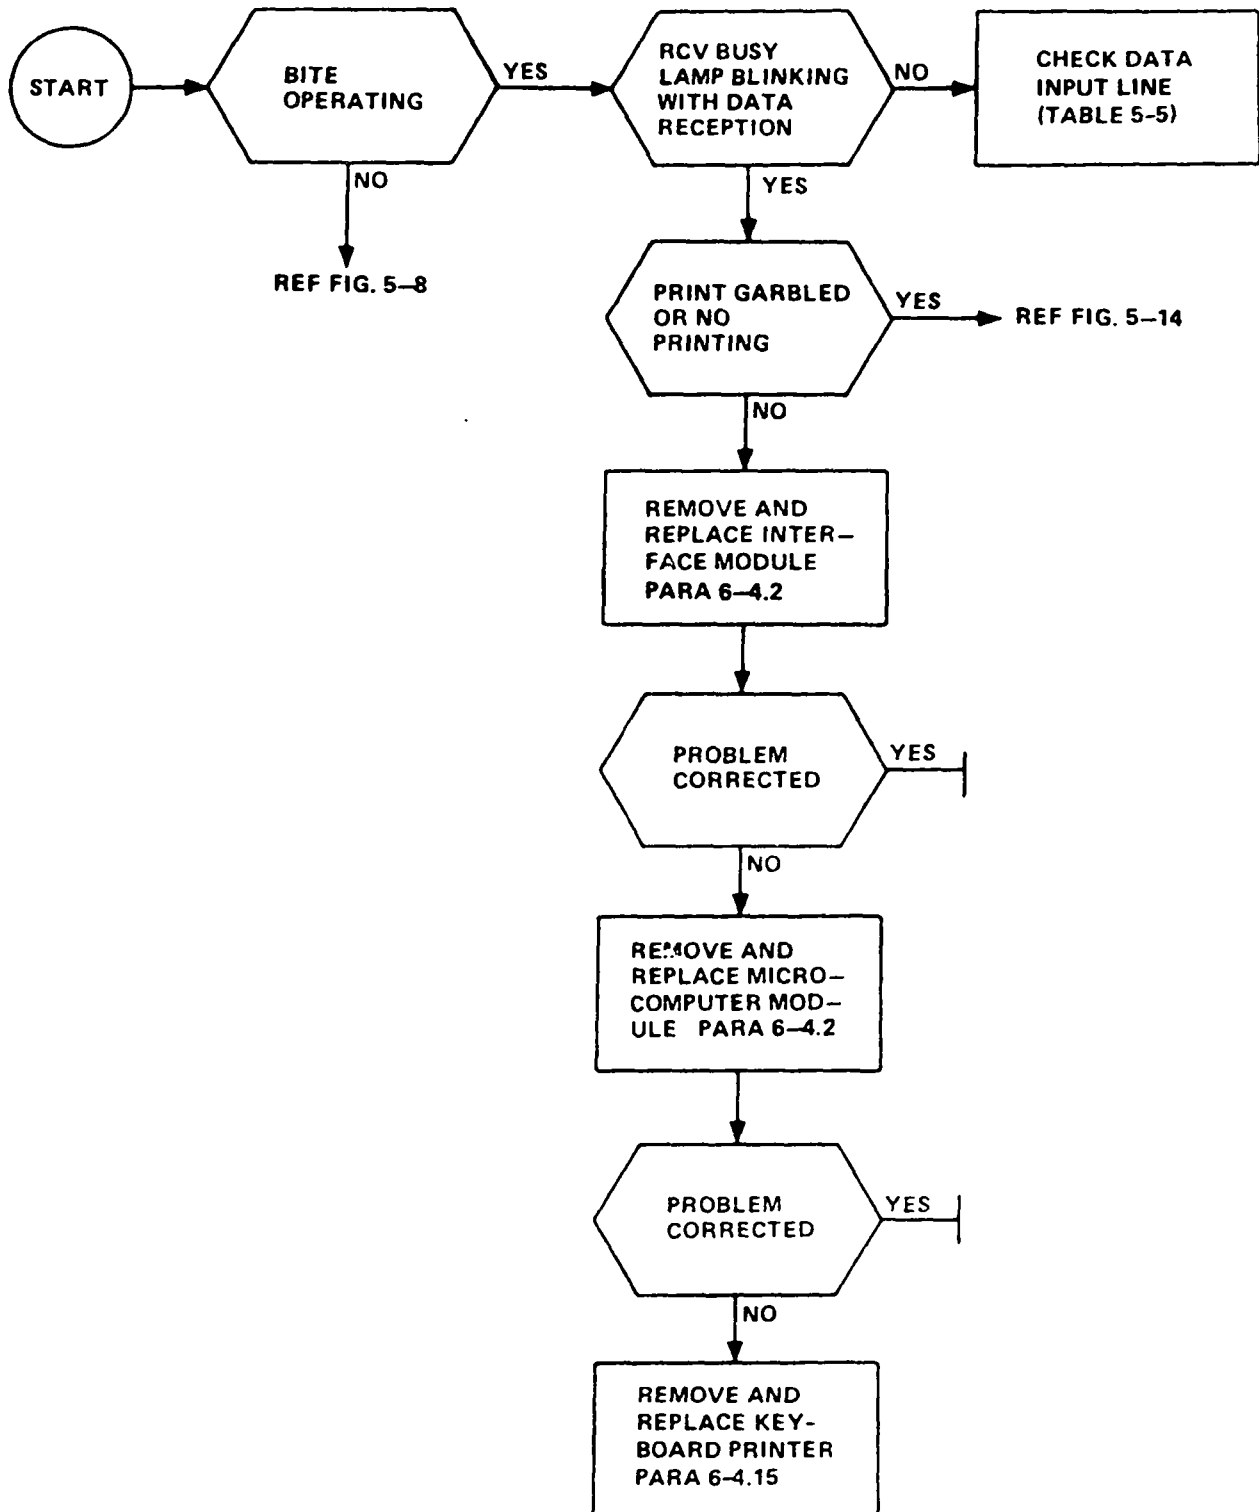 START
BITE
OPERATING
YES
RCV BUSY
LAMP BLINKING
WITH DATA
RECEPTION
NO
CHECK DATA
INPUT LINE
(TABLE 5-5)
NO
REF FIG. 5–8
YES
PRINT GARBLED
OR NO
PRINTING
YES
REF FIG. 5–14
NO
REMOVE AND
REPLACE INTER–
FACE MODULE
PARA 6–4.2
PROBLEM
CORRECTED
YES
NO
REMOVE AND
REPLACE MICRO–
COMPUTER MOD–
ULE PARA 6–4.2
PROBLEM
CORRECTED
YES
NO
REMOVE AND
REPLACE KEY-
BOARD PRINTER
PARA 6-4.15